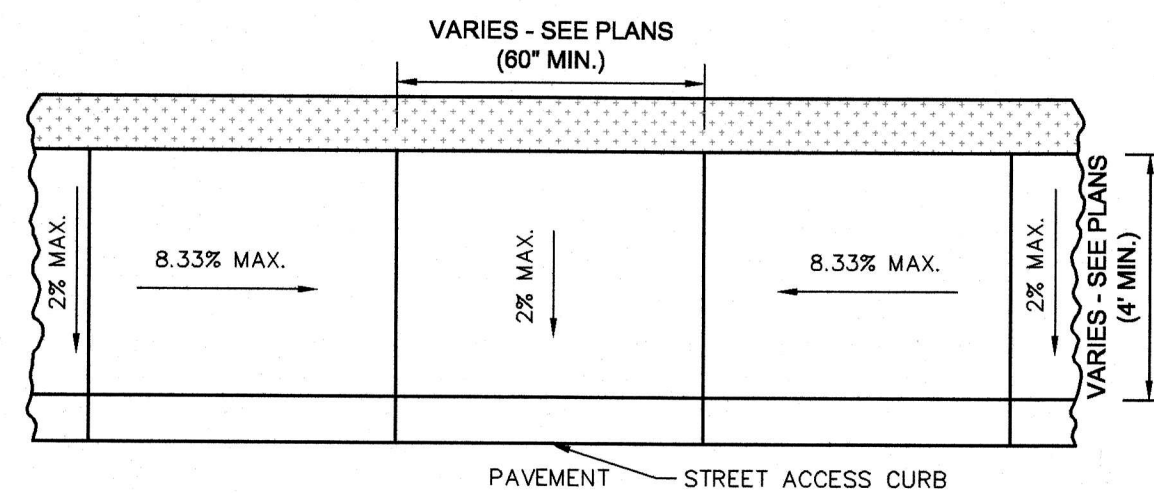 VARIES - SEE PLANS
(60" MIN.)
2% MAX.
8.33% MAX.
2% MAX.
8.33% MAX.
2% MAX.
VARIES - SEE PLANS
(4' MIN.)
PAVEMENT
STREET ACCESS CURB